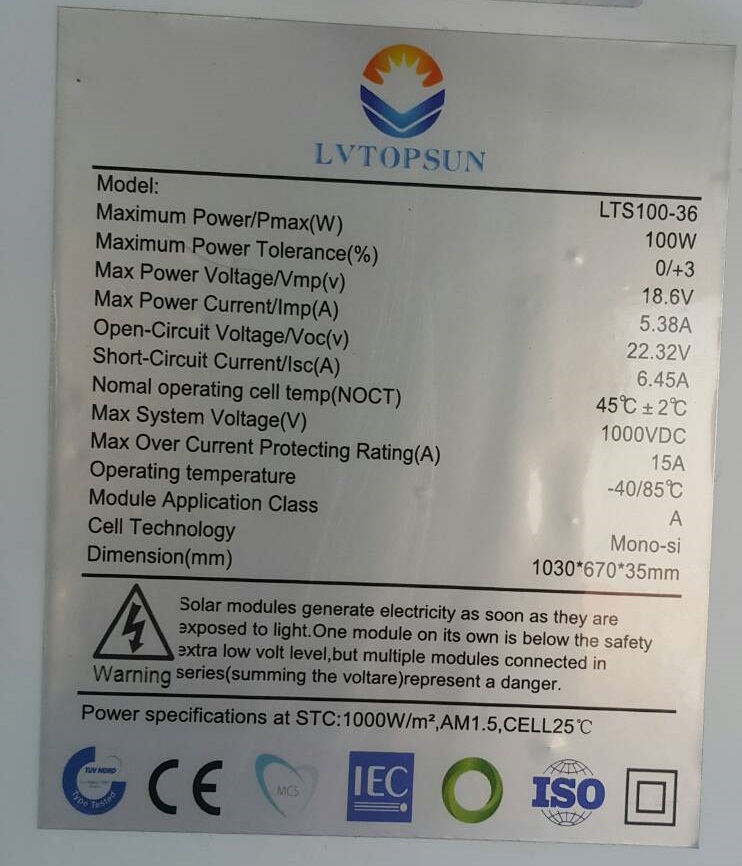 LVTOPSUN
Model: LTS100-36
Maximum Power/Pmax(W) 100W
Maximum Power Tolerance(%) 0/+3
Max Power Voltage/Vmp(v) 18.6V
Max Power Current/Imp(A) 5.38A
Open-Circuit Voltage/Voc(v) 22.32V
Short-Circuit Current/Isc(A) 6.45A
Nomal operating cell temp(NOCT) 45℃ ± 2℃
Max System Voltage(V) 1000VDC
Max Over Current Protecting Rating(A) 15A
Operating temperature -40/85℃
Module Application Class A
Cell Technology Mono-si
Dimension(mm) 1030*670*35mm
Solar modules generate electricity as soon as they are
exposed to light.One module on its own is below the safety
extra low volt level,but multiple modules connected in
Warning series(summing the voltare)represent a danger.
Power specifications at STC:1000W/m²,AM1.5,CELL25℃
TUV NORD
Type Tested
CE
MCS
IEC
ISO